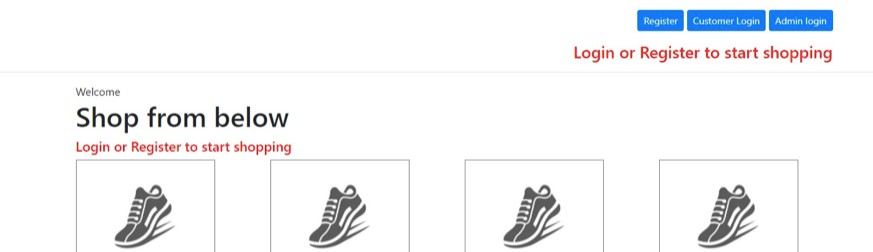 Register Customer Login Admin login
Login or Register to start shopping
Welcome
Shop from below
Login or Register to start shopping